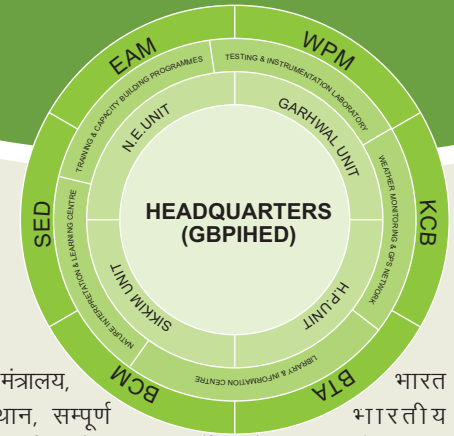 EAM
WPM
KCB
BTA
BCM
SED
TRAINING & CAPACITY BUILDING PROGRAMMES
TESTING & INSTRUMENTATION LABORATORY
WEATHER MONITORING & GPS NETWORK
LIBRARY & INFORMATION CENTRE
NATURE INTERPRETATION & LEARNING CENTRE
N.E.UNIT
GARHWAL UNIT
H.P.UNIT
SIKKIM UNIT
HEADQUARTERS
(GBPIHED)
मंत्रालय, भारत
थान, सम्पूर्ण भारतीय